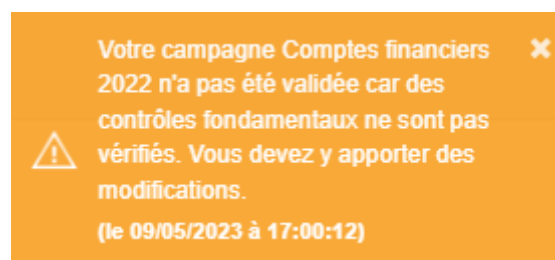 Votre campagne Comptes financiers
2022 n'a pas été validée car des
contrôles fondamentaux ne sont pas
vérifiés. Vous devez y apporter des
modifications.
(le 09/05/2023 à 17:00:12)